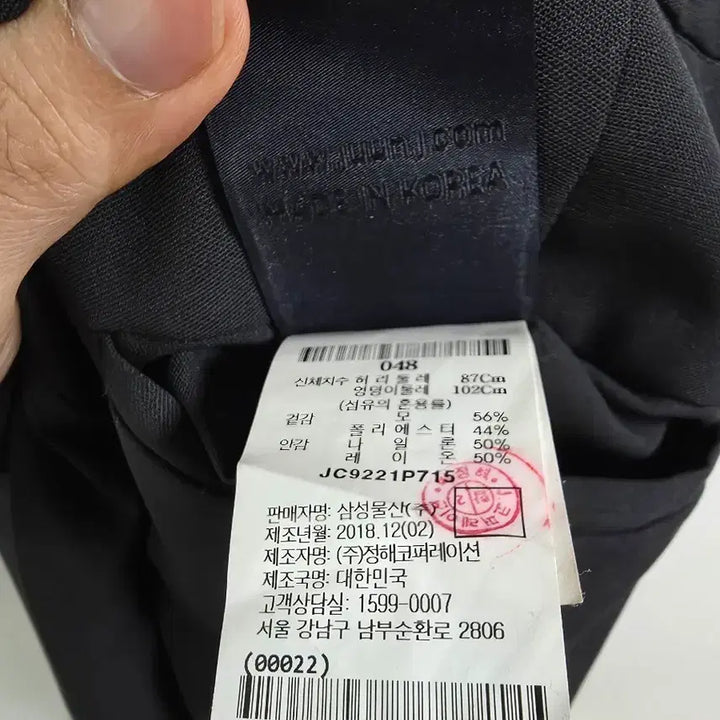 www.juunj.com
MADE IN KOREA
048
신체지수 허리둘레 87Cm
엉덩이둘레 102Cm
(섬유의 혼용률)
겉감 모 56%
폴리에스터 44%
안감 나일론 50%
레이온 50%
JC9221P715
판매자명: 삼성물산(주)
제조년월: 2018.12(02)
제조자명: (주)정해코퍼레이션
제조국명: 대한민국
고객상담실: 1599-0007
서울 강남구 남부순환로 2806
(00022)